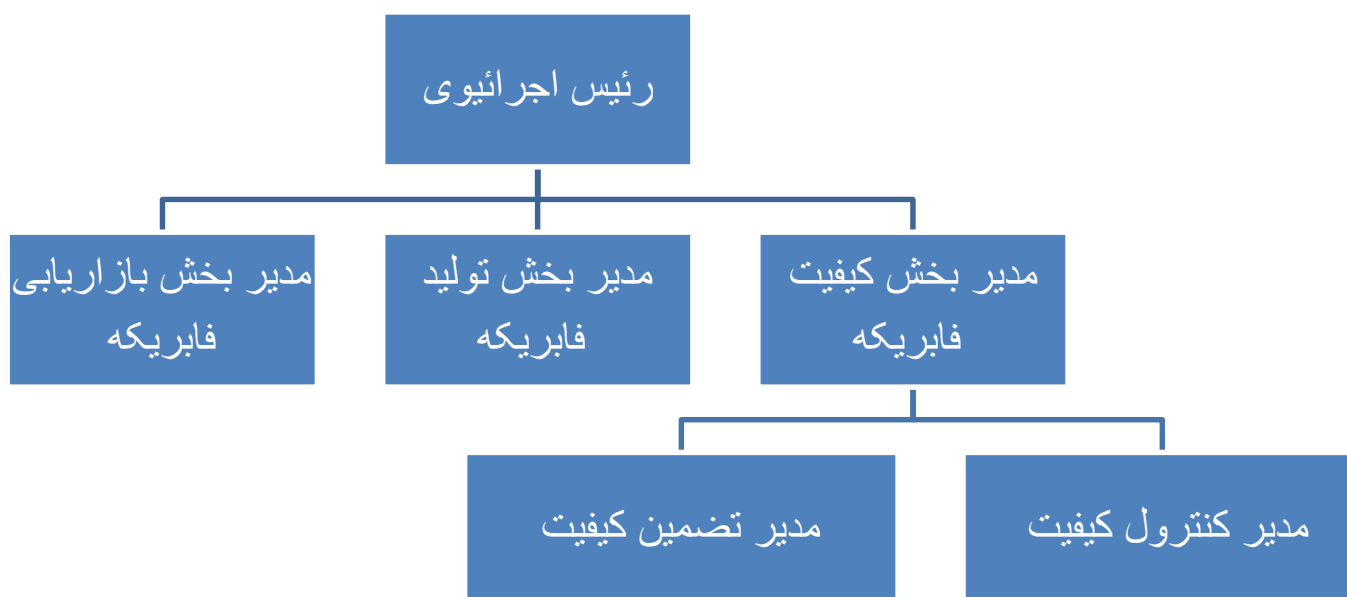 رئیس اجرائیوی
مدیر بخش کیفیت
فابریکه
مدیر بخش تولید
فابریکه
مدیر بخش بازاریابی
فابریکه
مدیر کنترول کیفیت
مدیر تضمین کیفیت